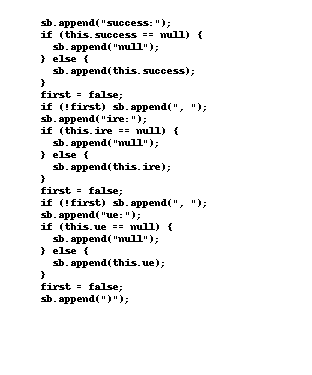 sb.append("success:");
if (this.success == null) {
  sb.append("null");
} else {
  sb.append(this.success);
}
first = false;
if (!first) sb.append(", ");
sb.append("ire:");
if (this.ire == null) {
  sb.append("null");
} else {
  sb.append(this.ire);
}
first = false;
if (!first) sb.append(", ");
sb.append("ue:");
if (this.ue == null) {
  sb.append("null");
} else {
  sb.append(this.ue);
}
first = false;
sb.append(")");